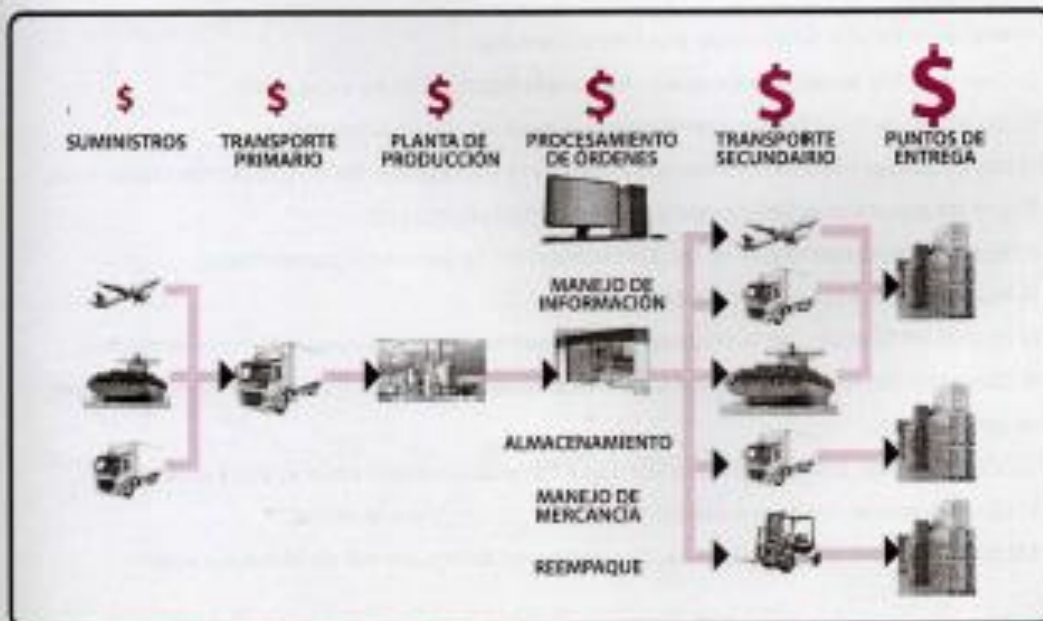 $ $ $ $ $ $
SUMINISTROS
TRANSPORTE
PRIMARIO
PLANTA DE
PRODUCCIÓN
PROCESAMIENTO
DE ÓRDENES
TRANSPORTE
SECUNDAIRIO
PUNTOS DE
ENTREGA
MANEJO DE
INFORMACIÓN
ALMACENAMIENTO
MANEJO DE
MERCANCÍA
REEMPAQUE